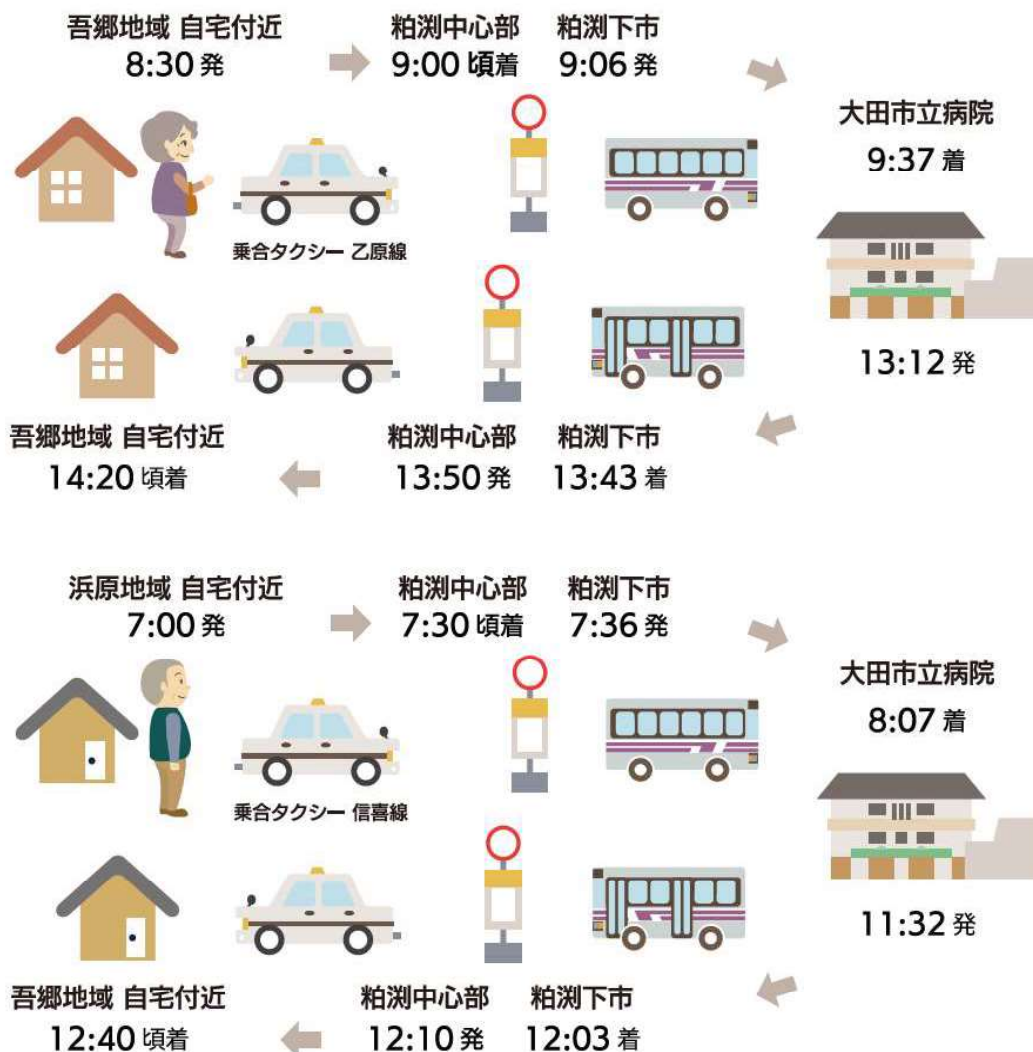 吾郷地域 自宅付近 粕渕中心部 粕渕下市
8:30 発 9:00 頃着 9:06 発
大田市立病院
9:37 着
乗合タクシー 乙原線
13:12 発
吾郷地域 自宅付近 粕渕中心部 粕渕下市
14:20 頃着 13:50 発 13:43 着
浜原地域 自宅付近 粕渕中心部 粕渕下市
7:00 発 7:30 頃着 7:36 発
大田市立病院
8:07 着
乗合タクシー 信喜線
11:32 発
吾郷地域 自宅付近 粕渕中心部 粕渕下市
12:40 頃着 12:10 発 12:03 着